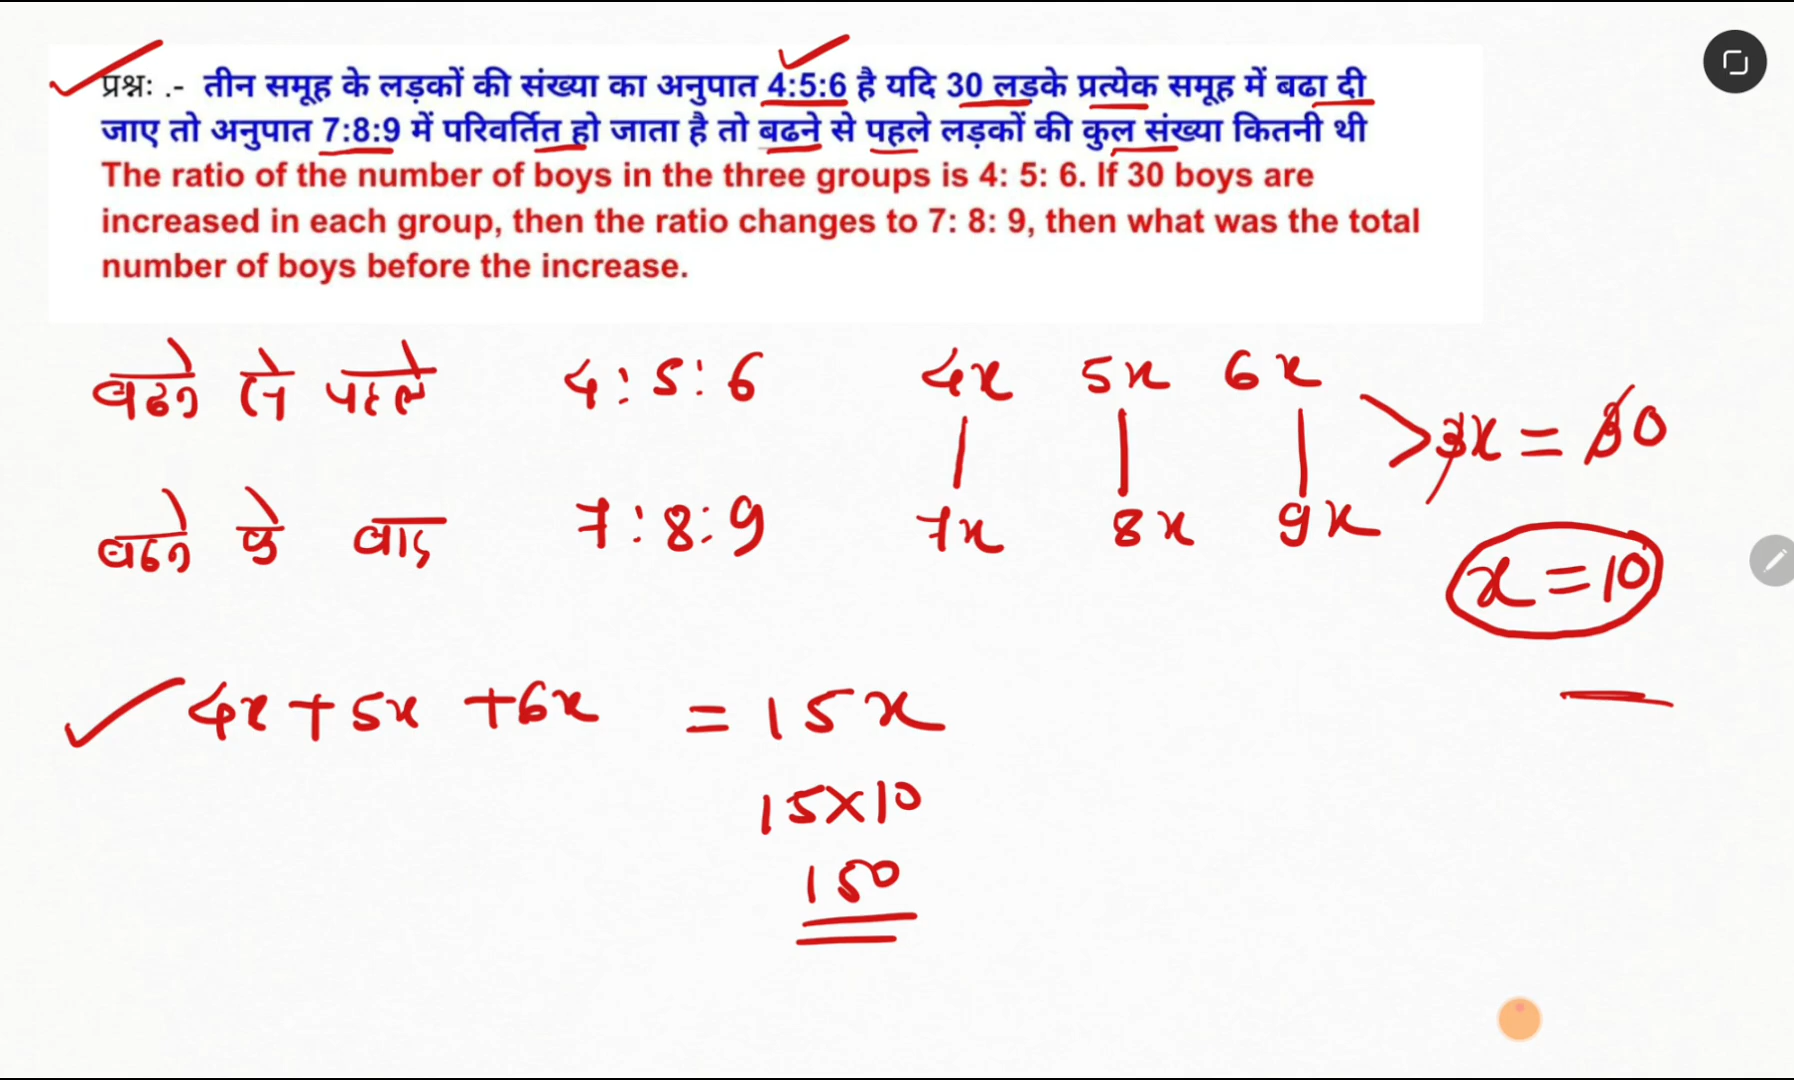 प्रश्नः .- तीन समूह के लड़कों की संख्या का अनुपात 4:5:6 है यदि 30 लड़के प्रत्येक समूह में बढा दी
जाए तो अनुपात 7:8:9 में परिवर्तित हो जाता है तो बढने से पहले लड़कों की कुल संख्या कितनी थी
The ratio of the number of boys in the three groups is 4: 5: 6. If 30 boys are
increased in each group, then the ratio changes to 7: 8: 9, then what was the total
number of boys before the increase.
बढने से पहले 4:5:6 4x 5x 6x
3x = 30
बढने के बाद 7:8:9 7x 8x 9x
x = 10
4x + 5x + 6x = 15x
15×10
150